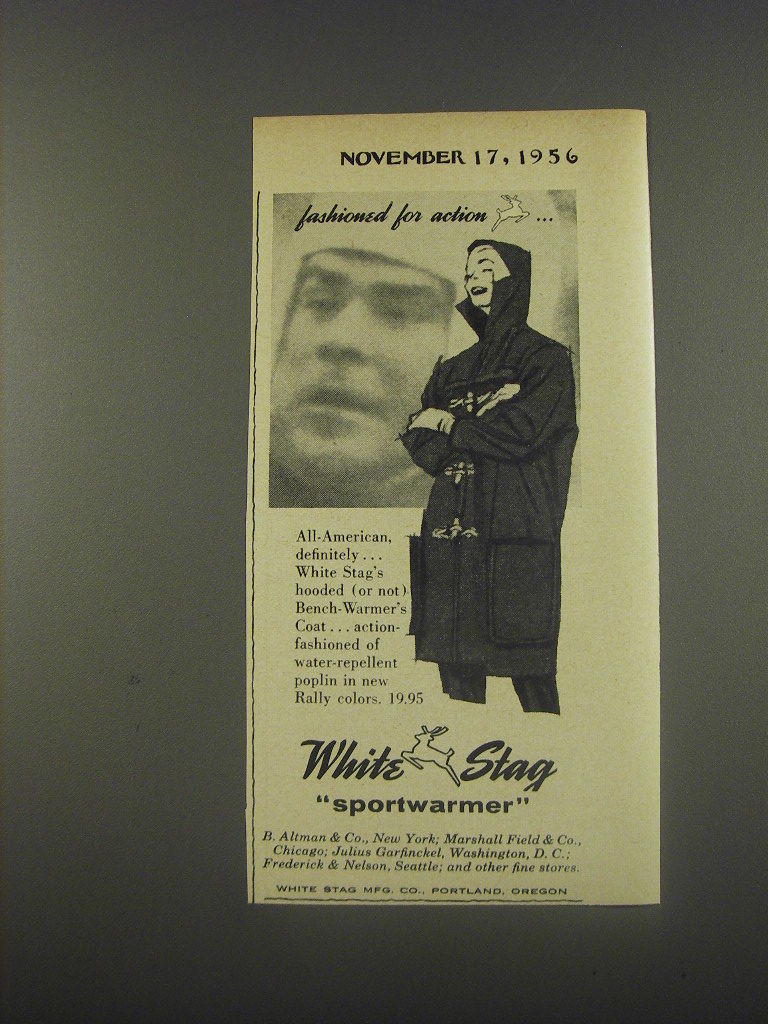 NOVEMBER 17, 1956
fashioned for action ...
All-American,
definitely...
White Stag's
hooded (or not)
Bench-Warmer's
Coat... action-
fashioned of
water-repellent
poplin in new
Rally colors. 19.95
White Stag
"sportwarmer"
B. Altman & Co., New York; Marshall Field & Co.,
Chicago; Julius Garfinckel, Washington, D. C.;
Frederick & Nelson, Seattle; and other fine stores.
WHITE STAG MFG. CO., PORTLAND, OREGON